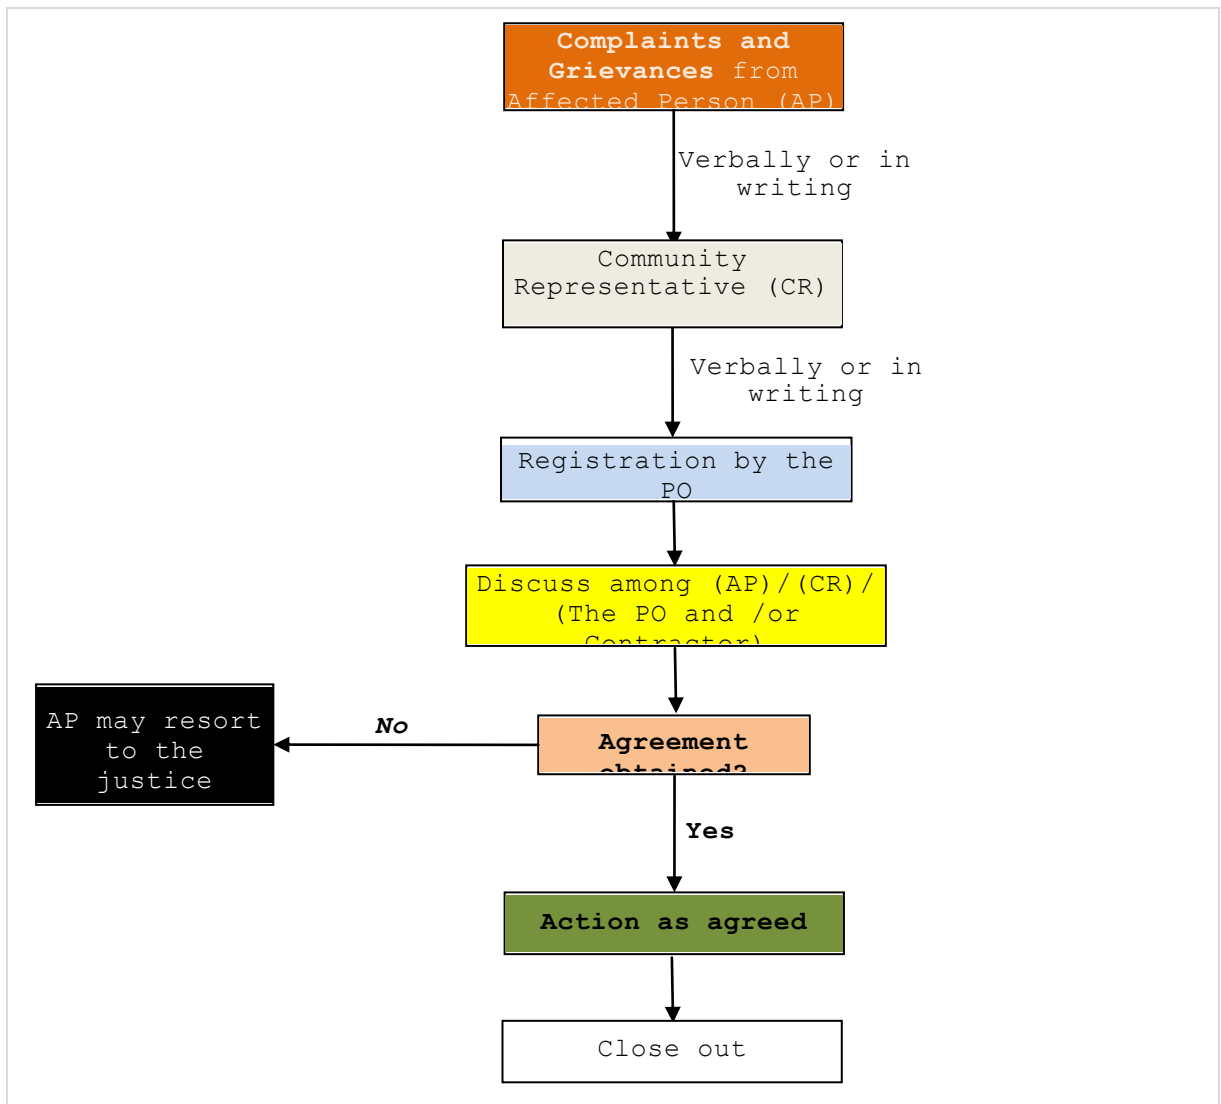 Complaints and
Grievances from
Affected Person (AP)
Verbally or in
writing
Community
Representative (CR)
Verbally or in
writing
Registration by the
PO
Discuss among (AP)/(CR)/
(The PO and /or
Contractor)
AP may resort
to the
justice
No
Agreement
obtained?
Yes
Action as agreed
Close out